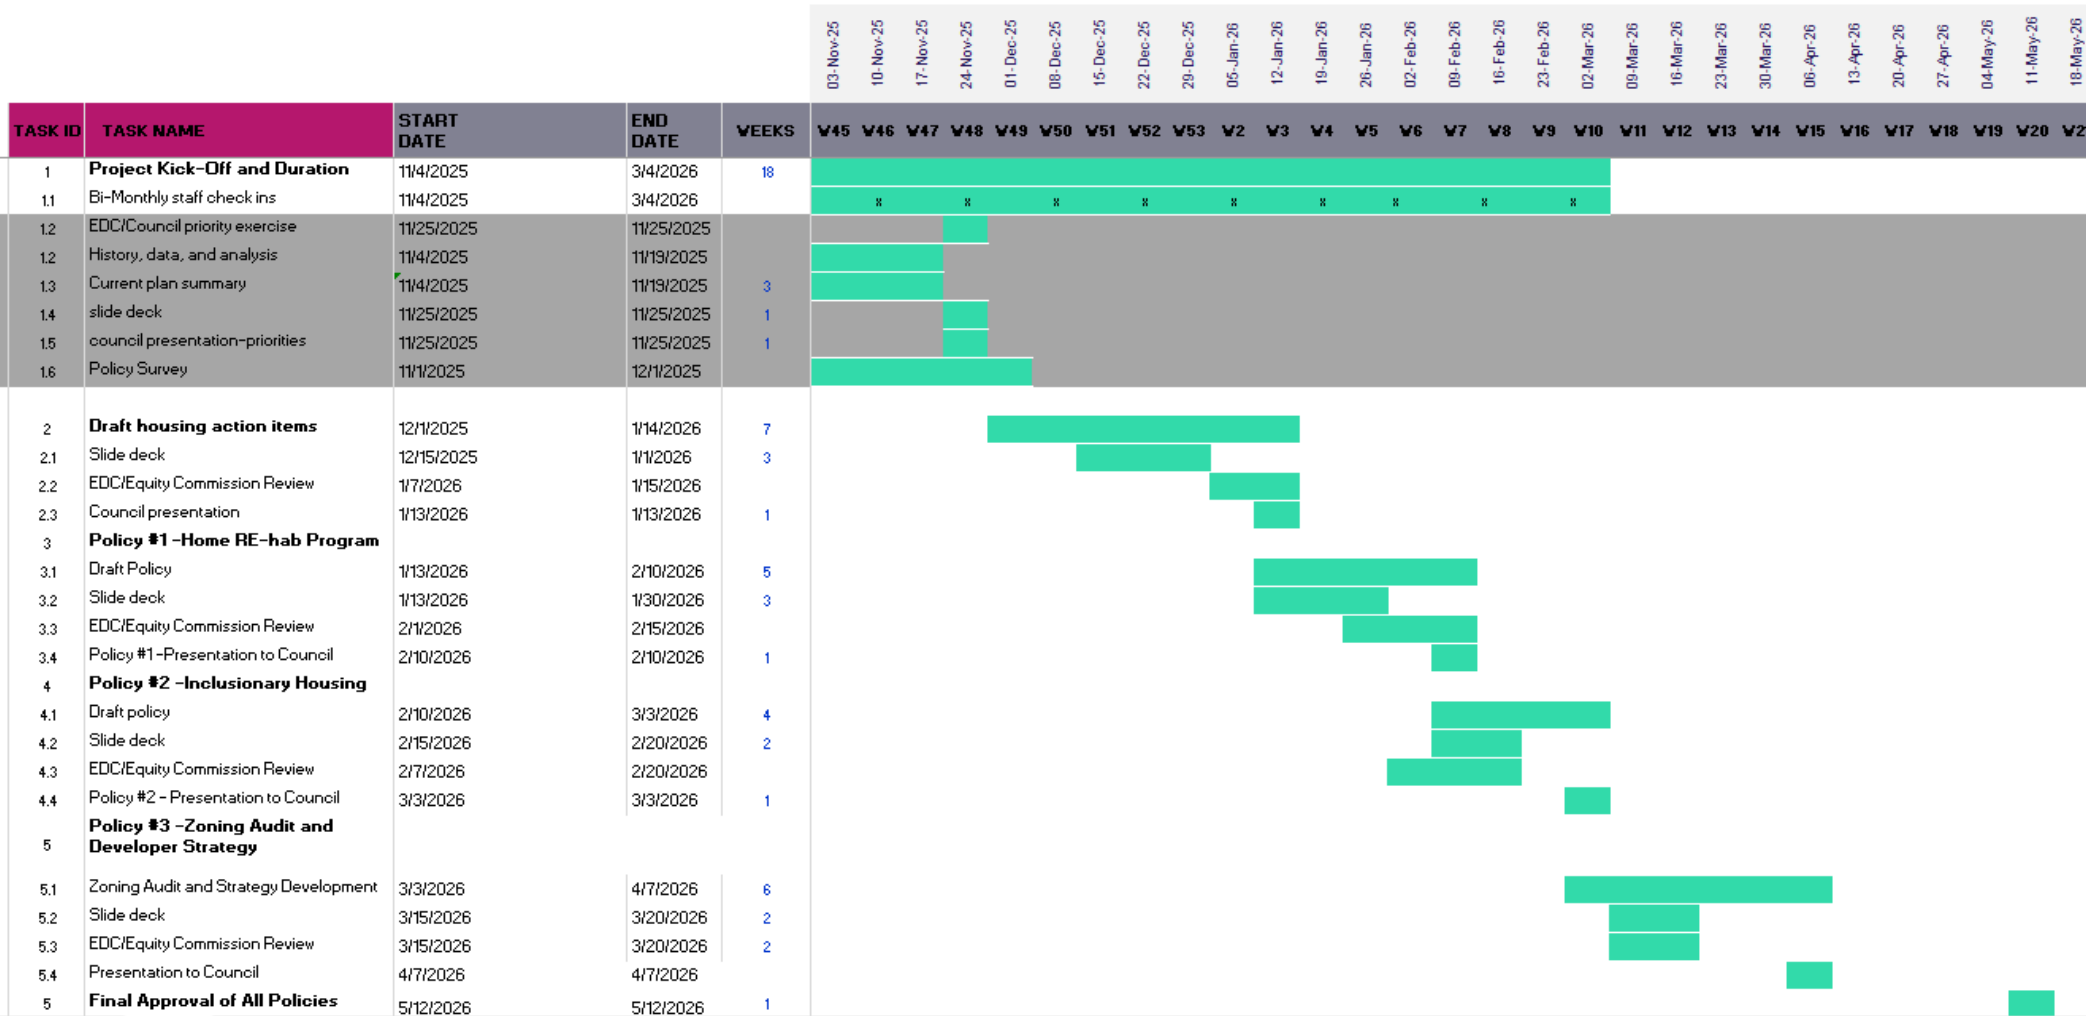 03-Nov-25 10-Nov-25 17-Nov-25 24-Nov-25 01-Dec-25 08-Dec-25 15-Dec-25 22-Dec-25 29-Dec-25 05-Jan-26 12-Jan-26 19-Jan-26 26-Jan-26 02-Feb-26 09-Feb-26 16-Feb-26 23-Feb-26 02-Mar-26 09-Mar-26 16-Mar-26 23-Mar-26 30-Mar-26 06-Apr-26 13-Apr-26 20-Apr-26 27-Apr-26 04-May-26 11-May-26 18-May-26
TASK ID TASK NAME START DATE END DATE WEEKS W45 W46 W47 W48 W49 W50 W51 W52 W53 W2 W3 W4 W5 W6 W7 W8 W9 W10 W11 W12 W13 W14 W15 W16 W17 W18 W19 W20 W2
1 Project Kick-Off and Duration 11/4/2025 3/4/2026 18
1.1 Bi-Monthly staff check ins 11/4/2025 3/4/2026 x x x x x x x x x
1.2 EDC/Council priority exercise 11/25/2025 11/25/2025
1.2 History, data, and analysis 11/4/2025 11/19/2025
1.3 Current plan summary 11/4/2025 11/19/2025 3
1.4 slide deck 11/25/2025 11/25/2025 1
1.5 council presentation-priorities 11/25/2025 11/25/2025 1
1.6 Policy Survey 11/1/2025 12/1/2025
2 Draft housing action items 12/1/2025 1/14/2026 7
2.1 Slide deck 12/15/2025 1/1/2026 3
2.2 EDC/Equity Commission Review 1/7/2026 1/15/2026
2.3 Council presentation 1/13/2026 1/13/2026 1
3 Policy #1 -Home RE-hab Program
3.1 Draft Policy 1/13/2026 2/10/2026 5
3.2 Slide deck 1/13/2026 1/30/2026 3
3.3 EDC/Equity Commission Review 2/1/2026 2/15/2026
3.4 Policy #1-Presentation to Council 2/10/2026 2/10/2026 1
4 Policy #2 -Inclusionary Housing
4.1 Draft policy 2/10/2026 3/3/2026 4
4.2 Slide deck 2/15/2026 2/20/2026 2
4.3 EDC/Equity Commission Review 2/7/2026 2/20/2026
4.4 Policy #2 - Presentation to Council 3/3/2026 3/3/2026 1
Policy #3 -Zoning Audit and
5 Developer Strategy
5.1 Zoning Audit and Strategy Development 3/3/2026 4/7/2026 6
5.2 Slide deck 3/15/2026 3/20/2026 2
5.3 EDC/Equity Commission Review 3/15/2026 3/20/2026 2
5.4 Presentation to Council 4/7/2026 4/7/2026
5 Final Approval of All Policies 5/12/2026 5/12/2026 1